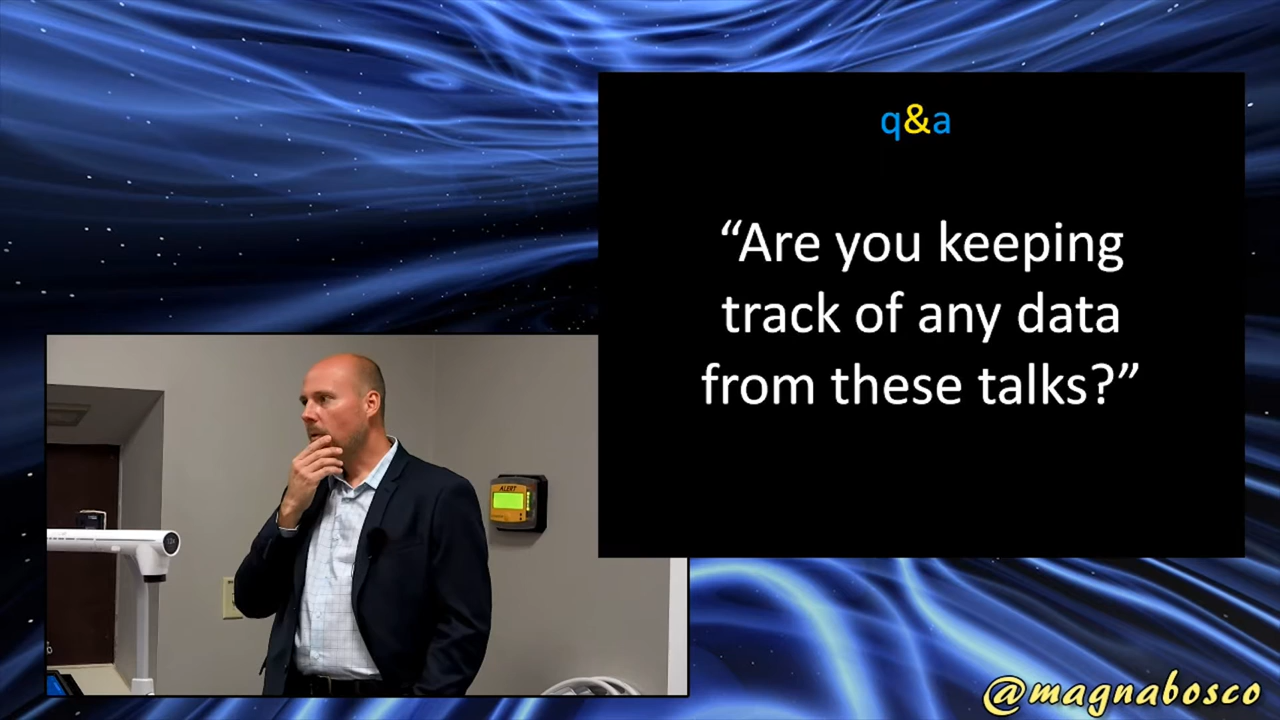 q&a
“Are you keeping
track of any data
from these talks?”
ALERT
@magnabosco